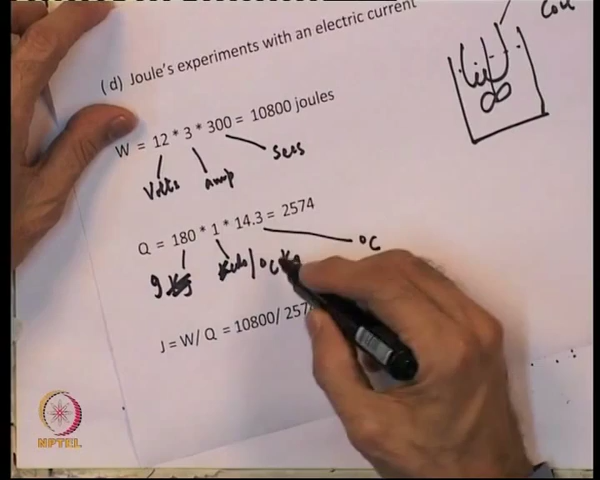 (d) Joule's experiments with an electric current
Coil
W = 12 * 3 * 300 = 10800 joules
Volts amp secs
Q = 180 * 1 * 14.3 = 2574
°C
g
J = W/ Q = 10800/ 257
NPTEL